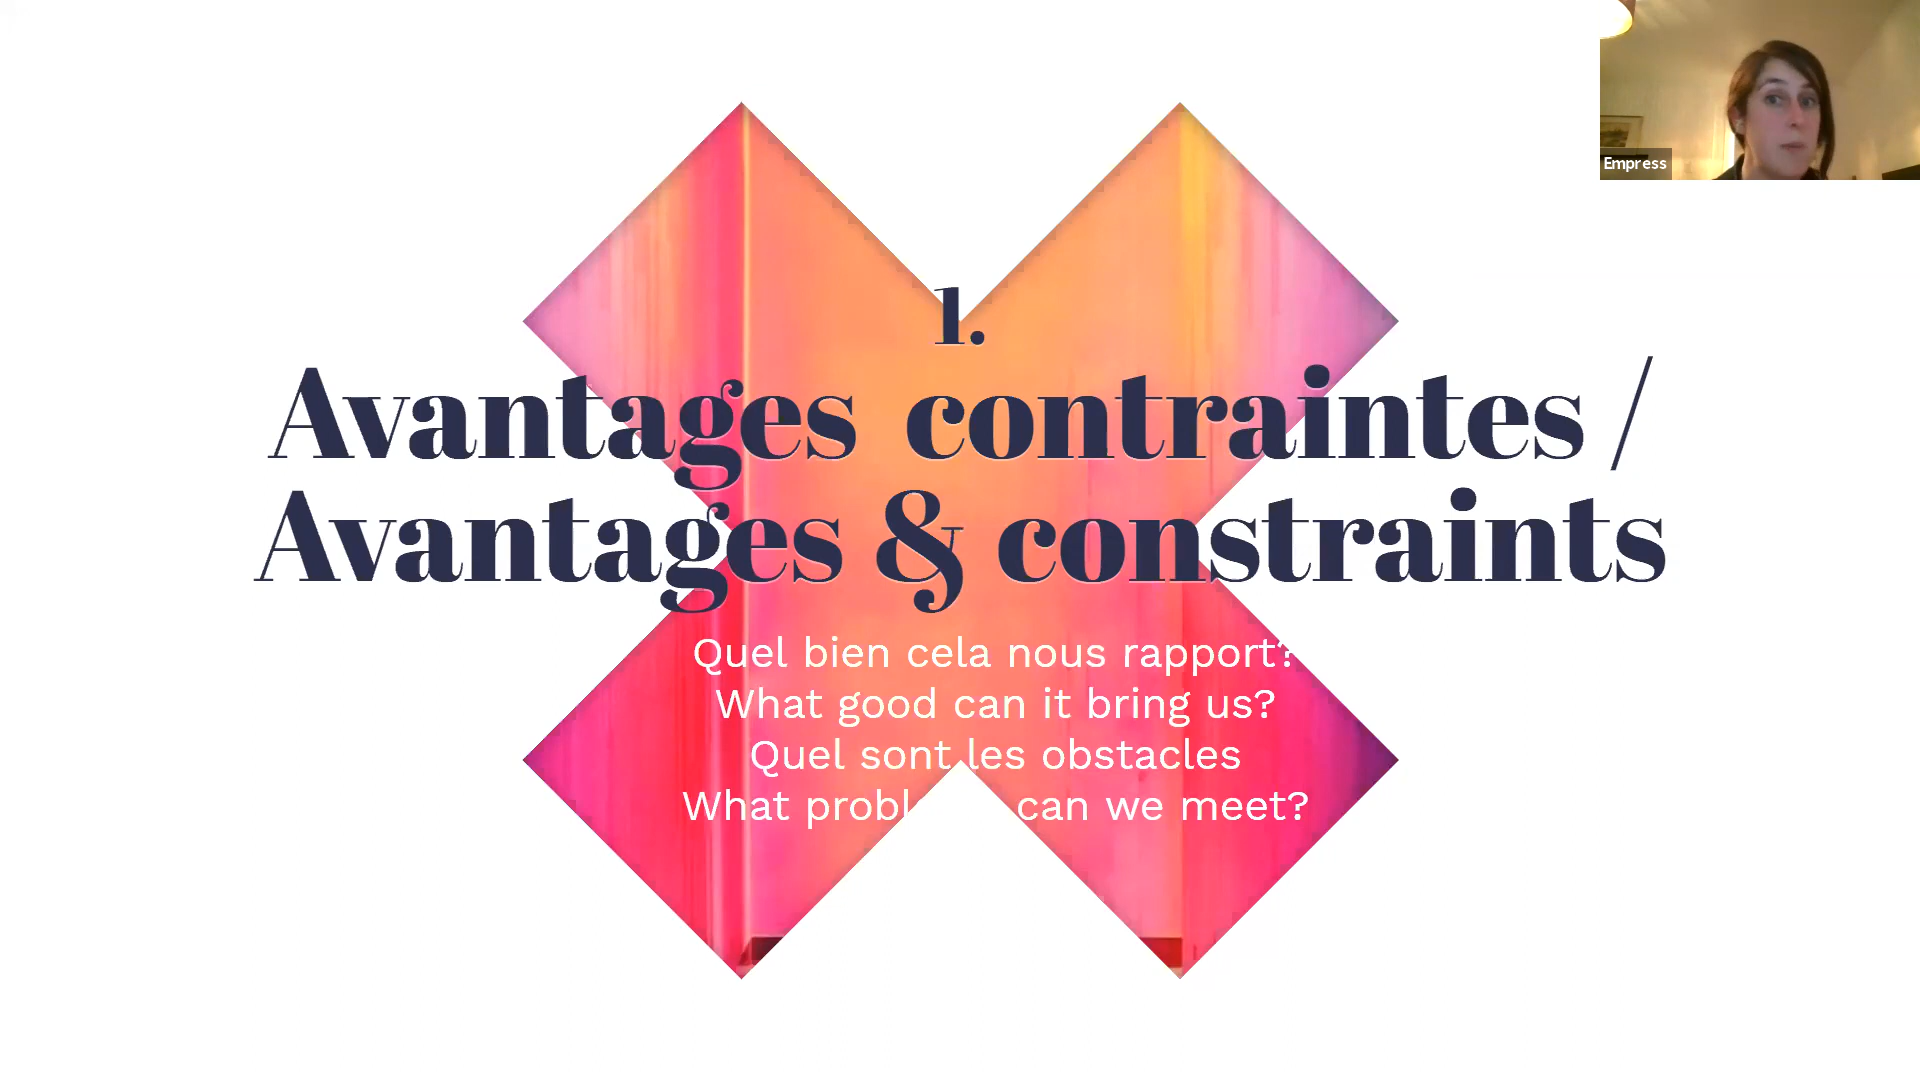 1.
Avantages contraintes /
Avantages & constraints
Quel bien cela nous rapport?
What good can it bring us?
Quel sont les obstacles
What can we meet?
Empress